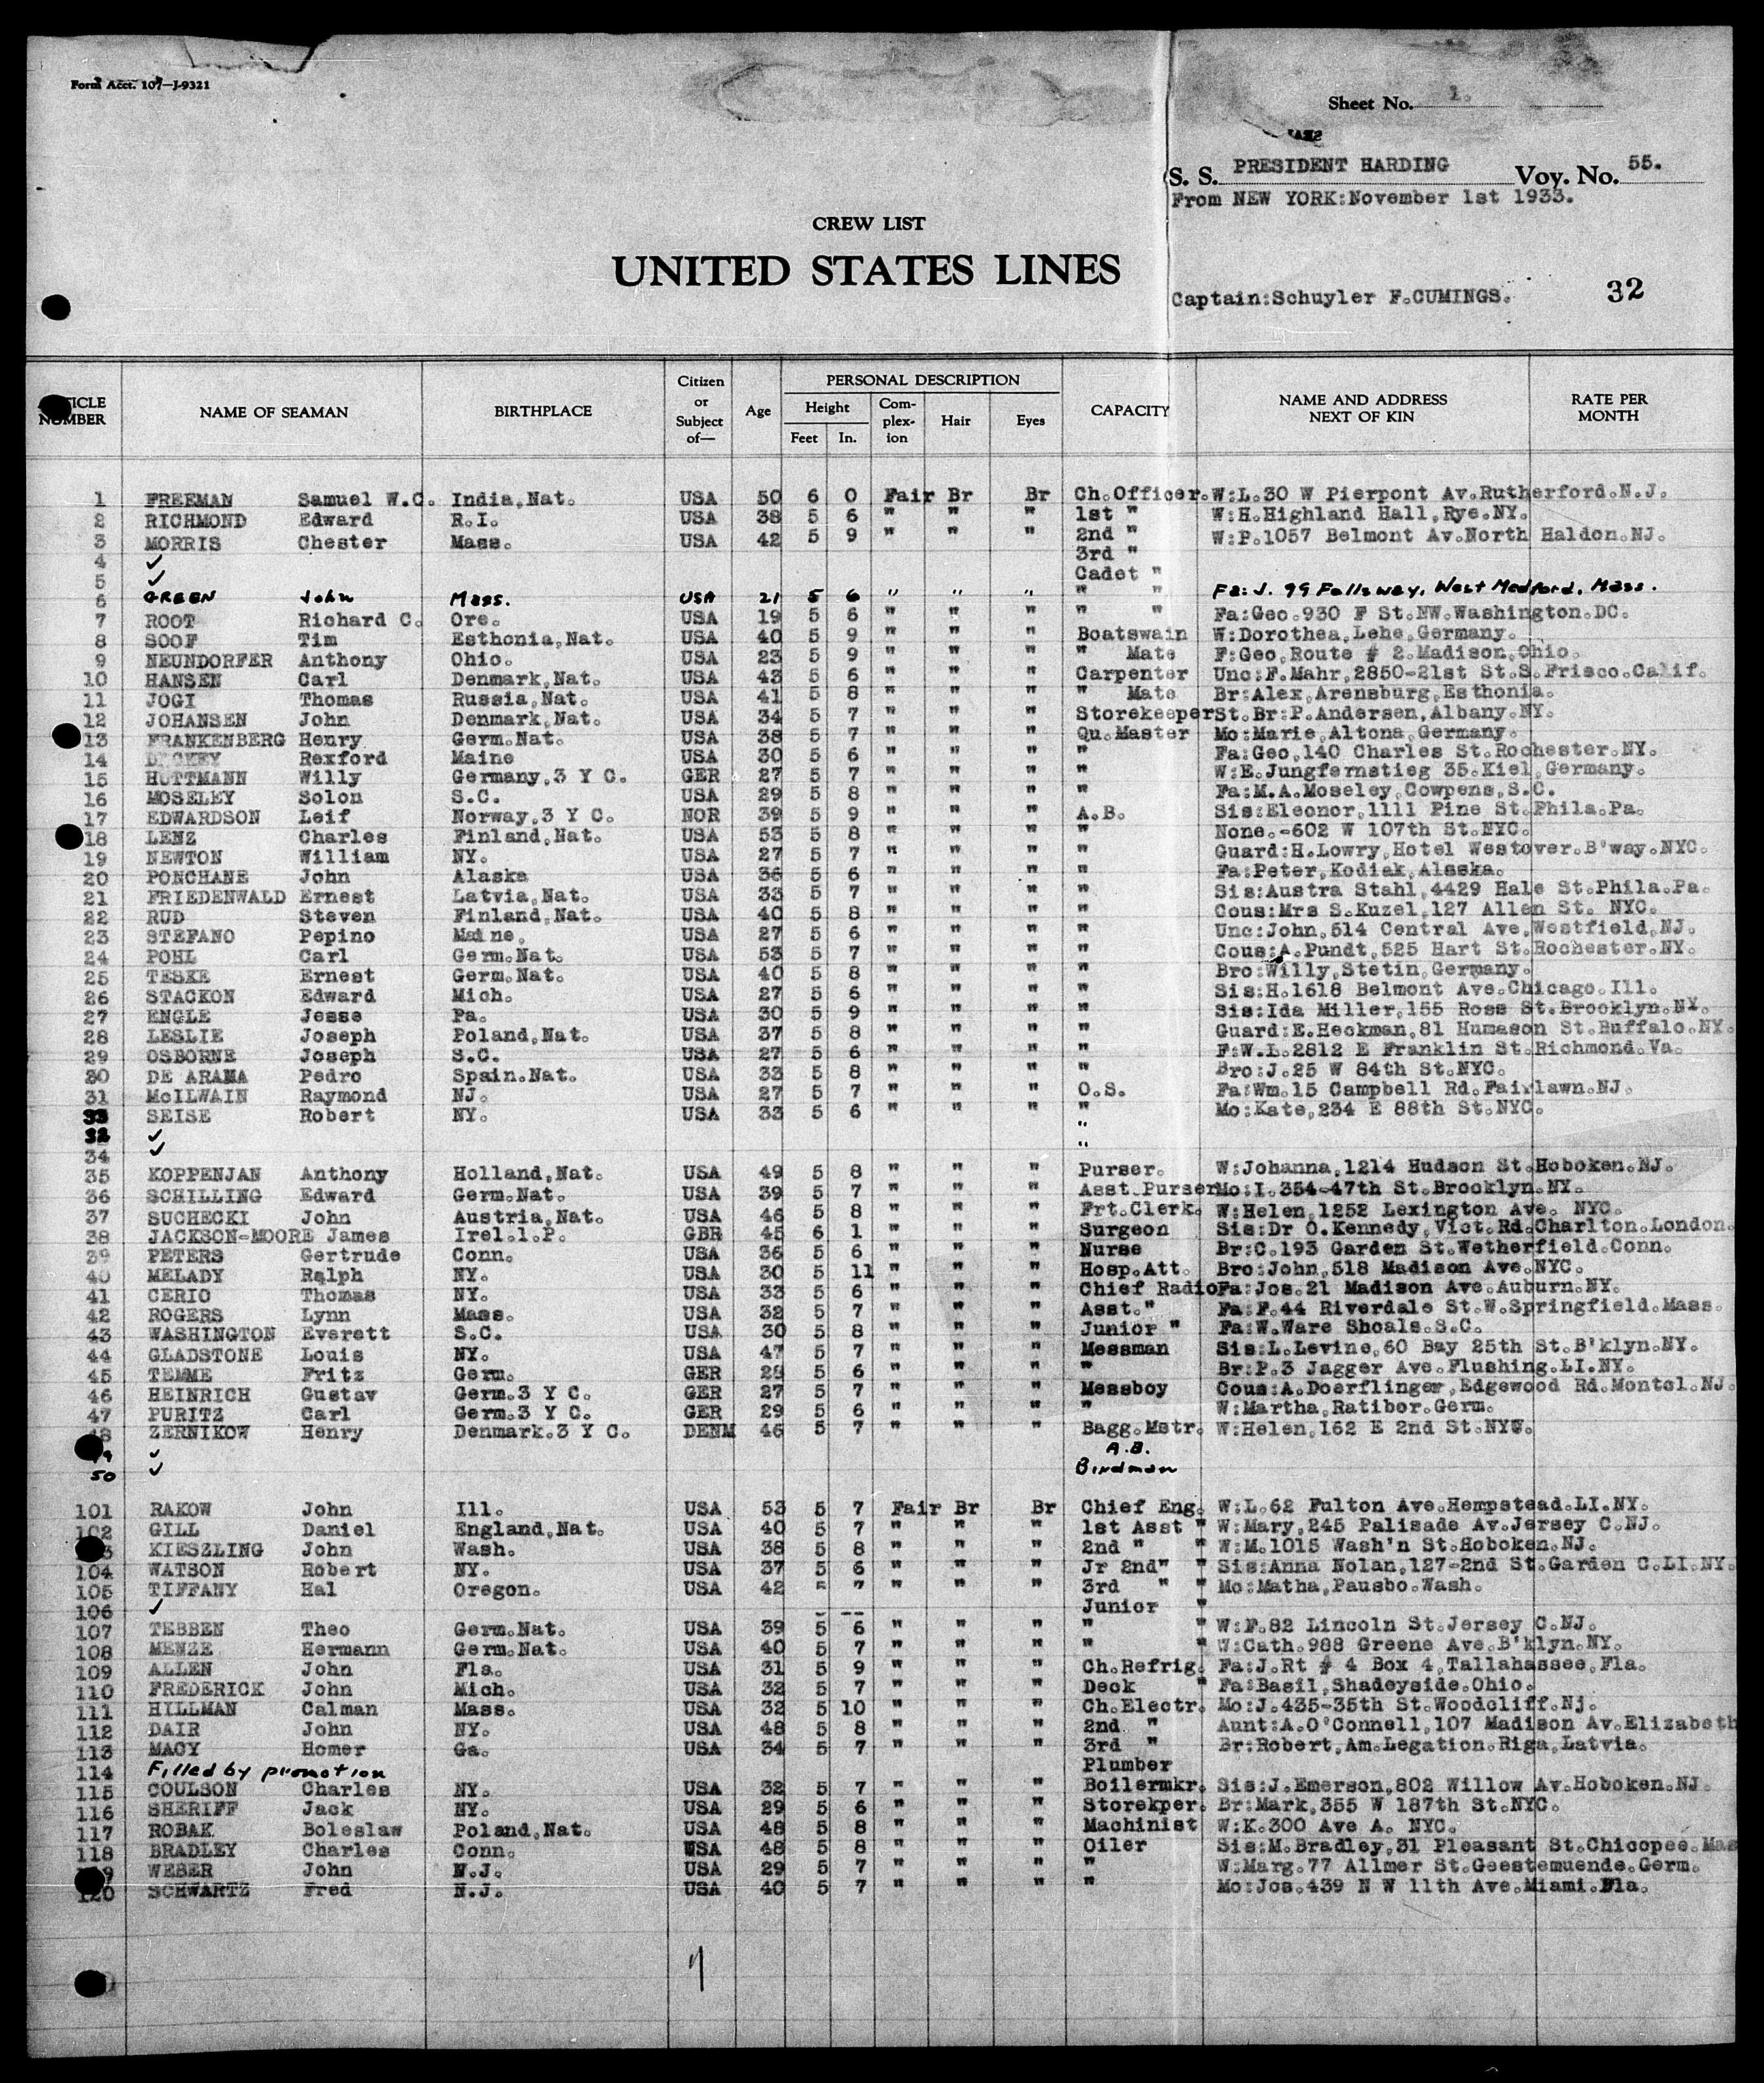 Form Acct. 107—J-9321
Sheet No. 1.
S. S. PRESIDENT HARDING Voy. No. 55.
From NEW YORK:November 1st 1933.
CREW LIST
UNITED STATES LINES
Captain:Schuyler F.CUMINGS. 32
NUMBER NAME OF SEAMAN BIRTHPLACE Citizen or Subject of— Age PERSONAL DESCRIPTION Height Feet In. Com-plex-ion Hair Eyes CAPACITY NAME AND ADDRESS NEXT OF KIN RATE PER MONTH
1 FREEMAN Samuel W.C. India,Nat. USA 50 6 0 Fair Br Br Ch.Officer. W:L.30 W Pierpont Av.Rutherford.N.J.
2 RICHMOND Edward R.I. USA 38 5 6 " " " 1st " W:H.Highland Hall,Rye.NY.
3 MORRIS Chester Mass. USA 42 5 9 " " " 2nd " W:P.1057 Belmont Av.North Haldon.NJ.
4 ✓ 3rd "
5 ✓ Cadet "
6 GREEN John Mass. USA 21 5 6 " " " " " Fa: J. 99 Fellsway, West Medford, Mass.
7 ROOT Richard C. Ore. USA 19 5 6 " " " " " Fa:Geo.930 F St.NW.Washington.DC.
8 SOOF Tim Esthonia,Nat. USA 40 5 9 " " " Boatswain W:Dorothea,Lehe,Germany.
9 NEUNDORFER Anthony Ohio. USA 23 5 9 " " " " Mate F:Geo,Route # 2.Madison,Ohio.
10 HANSEN Carl Denmark,Nat. USA 43 5 6 " " " Carpenter Unc:F.Mahr,2850-21st St.S.Frisco.Calif.
11 JOGI Thomas Russia,Nat. USA 41 5 8 " " " " Mate Br:Alex,Arensburg,Esthonia.
12 JOHANSEN John Denmark,Nat. USA 34 5 7 " " " Storekeeper St. Br:P.Andersen,Albany.NY.
13 FRANKENBERG Henry Germ.Nat. USA 38 5 7 " " " Qu.Master Mo:Marie,Altona,Germany.
14 DICKEY Rexford Maine USA 30 5 6 " " " " Fa:Geo,140 Charles St.Rochester.NY.
15 HUTTMANN Willy Germany.3 Y C. GER 27 5 7 " " " " W:E.Jungfernstieg 35.Kiel,Germany.
16 MOSELEY Solon S.C. USA 29 5 8 " " " " Fa:M.A.Moseley,Cowpens,S.C.
17 EDWARDSON Leif Norway,3 Y C. NOR 39 5 9 " " " A.B. Sis:Eleonor,1111 Pine St.Phila.Pa.
18 LENZ Charles Finland,Nat. USA 53 5 8 " " " " None.-602 W 107th St.NYC.
19 NEWTON William NY. USA 27 5 7 " " " " Guard:H.Lowry,Hotel Westover.B'way.NYC.
20 PONCHANE John Alaska USA 36 5 6 " " " " Fa:Peter,Kodiak,Alaska.
21 FRIEDENWALD Ernest Latvia,Nat. USA 33 5 7 " " " " Sis:Austra Stahl,4429 Hale St.Phila.Pa.
22 RUD Steven Finland,Nat. USA 40 5 8 " " " " Cous:Mrs S.Kuzel,127 Allen St. NYC.
23 STEFANO Pepino Maine. USA 27 5 6 " " " " Unc:John,514 Central Ave,Westfield,NJ.
24 POHL Carl Germ.Nat. USA 53 5 7 " " " " Cous:A.Pundt,525 Hart St.Rochester.NY.
25 TESKE Ernest Germ.Nat. USA 40 5 8 " " " " Bro:Willy,Stetin,Germany.
26 STACKON Edward Mich. USA 27 5 6 " " " " Sis:H.1618 Belmont Ave.Chicago.Ill.
27 ENGLE Jesse Pa. USA 30 5 9 " " " " Sis:Ida Miller,155 Ross St.Brooklyn.NY.
28 LESLIE Joseph Poland,Nat. USA 37 5 8 " " " " Guard:E.Heckman,81 Humason St.Buffalo.NY.
29 OSBORNE Joseph S.C. USA 27 5 6 " " " " F:W.L.2812 E Franklin St.Richmond.Va.
30 DE ARAMA Pedro Spain.Nat. USA 33 5 8 " " " " Bro:J.25 W 84th St.NYC.
31 McILWAIN Raymond NJ. USA 27 5 7 " " " O.S. Fa:Wm.15 Campbell Rd.Fairlawn.NJ.
33 SEISE Robert NY. USA 33 5 6 " " " " Mo:Kate,234 E 88th St.NYC.
32 ✓ "
34 ✓ "
35 KOPPENJAN Anthony Holland,Nat. USA 49 5 8 " " " Purser. W:Johanna,1214 Hudson St.Hoboken.NJ.
36 SCHILLING Edward Germ.Nat. USA 39 5 7 " " " Asst.Purser Mo:I.354-47th St.Brooklyn.NY.
37 SUCHECKI John Austria,Nat. USA 46 5 8 " " " Frt.Clerk. W:Helen,1252 Lexington Ave. NYC.
38 JACKSON-MOORE James Irel.1.P. GBR 45 6 1 " " " Surgeon Sis:Dr O.Kennedy,Vict.Rd.Charlton.London.
39 PETERS Gertrude Conn. USA 36 5 6 " " " Nurse Br:C.193 Garden St.Wetherfield.Conn.
40 MELADY Ralph NY. USA 30 5 11 " " " Hosp.Att. Bro:John,518 Madison Ave.NYC.
41 CERIO Thomas NY. USA 33 5 6 " " " Chief Radio Fa:Jos.21 Madison Ave.Auburn.NY.
42 ROGERS Lynn Mass. USA 32 5 7 " " " Asst." Fa:F.44 Riverdale St.W.Springfield.Mass.
43 WASHINGTON Everett S.C. USA 30 5 8 " " " Junior " Fa:W.Ware Shoals.S.C.
44 GLADSTONE Louis NY. USA 47 5 7 " " " Messman Sis:L.Levine,60 Bay 25th St.B'klyn.NY.
45 TEMME Fritz Germ. GER 28 5 6 " " " " Br:P.3 Jagger Ave.Flushing.LI.NY.
46 HEINRICH Gustav Germ.3 Y C. GER 27 5 7 " " " Messboy Cous:A.Doerflinger,Edgewood Rd.Montcl.NJ.
47 PURITZ Carl Germ.3 Y C. GER 29 5 6 " " " " W:Martha,Ratibor.Germ.
48 ZERNIKOW Henry Denmark.3 Y C. DENM 46 5 7 " " " Bagg.Mstr. W:Helen,162 E 2nd St.NYC.
49 ✓ A.B.
50 ✓ Birdman
101 RAKOW John Ill. USA 53 5 7 Fair Br Br Chief Eng. W:L.62 Fulton Ave.Hempstead.LI.NY.
102 GILL Daniel England,Nat. USA 40 5 7 " " " 1st Asst " W:Mary,245 Palisade Av.Jersey C.NJ.
103 KIESZLING John Wash. USA 38 5 8 " " " 2nd " " W:M.1015 Wash'n St.Hoboken.NJ.
104 WATSON Robert NY. USA 37 5 6 " " " Jr 2nd" " Sis:Anna Nolan,127-2nd St.Garden C.LI.NY.
105 TIFFANY Hal Oregon. USA 42 5 7 " " " 3rd " " Mo:Matha,Pausbo.Wash.
106 ✓ Junior "
107 TEBBEN Theo Germ.Nat. USA 39 5 6 " " " " " W:F.82 Lincoln St.Jersey C.NJ.
108 MENZE Hermann Germ.Nat. USA 40 5 7 " " " " " W:Cath.988 Greene Ave.B'klyn.NY.
109 ALLEN John Fla. USA 31 5 9 " " " Ch.Refrig. Fa:J.Rt # 4 Box 4,Tallahassee,Fla.
110 FREDERICK John Mich. USA 32 5 7 " " " Deck " Fa:Basil,Shadeyside.Ohio.
111 HILLMAN Calman Mass. USA 32 5 10 " " " Ch.Electr. Mo:J.435-35th St.Woodcliff.Nj.
112 DAIR John NY. USA 48 5 8 " " " 2nd " Aunt:A.O'Connell,107 Madison Av.Elizabeth
113 MACY Homer Ga. USA 34 5 7 " " " 3rd " Br:Robert,Am.Legation.Riga,Latvia.
114 Filled by promotion Plumber
115 COULSON Charles NY. USA 32 5 7 " " " Boilermkr. Sis:J.Emerson,802 Willow Av.Hoboken.NJ.
116 SHERIFF Jack NY. USA 29 5 6 " " " Storekper. Br:Mark,355 W 187th St.NYC.
117 ROBAK Boleslaw Poland,Nat. USA 48 5 8 " " " Machinist W:K.300 Ave A. NYC.
118 BRADLEY Charles Conn. USA 48 5 8 " " " Oiler Sis:M.Bradley,31 Pleasant St.Chicopee.Mas
119 WEBER John N.J. USA 29 5 7 " " " " W:Marg.77 Allmer St.Geestemuende.Germ.
120 SCHWARTZ Fred N.J. USA 40 5 7 " " " " Mo:Jos.439 N W 11th Ave.Miami.Fla.